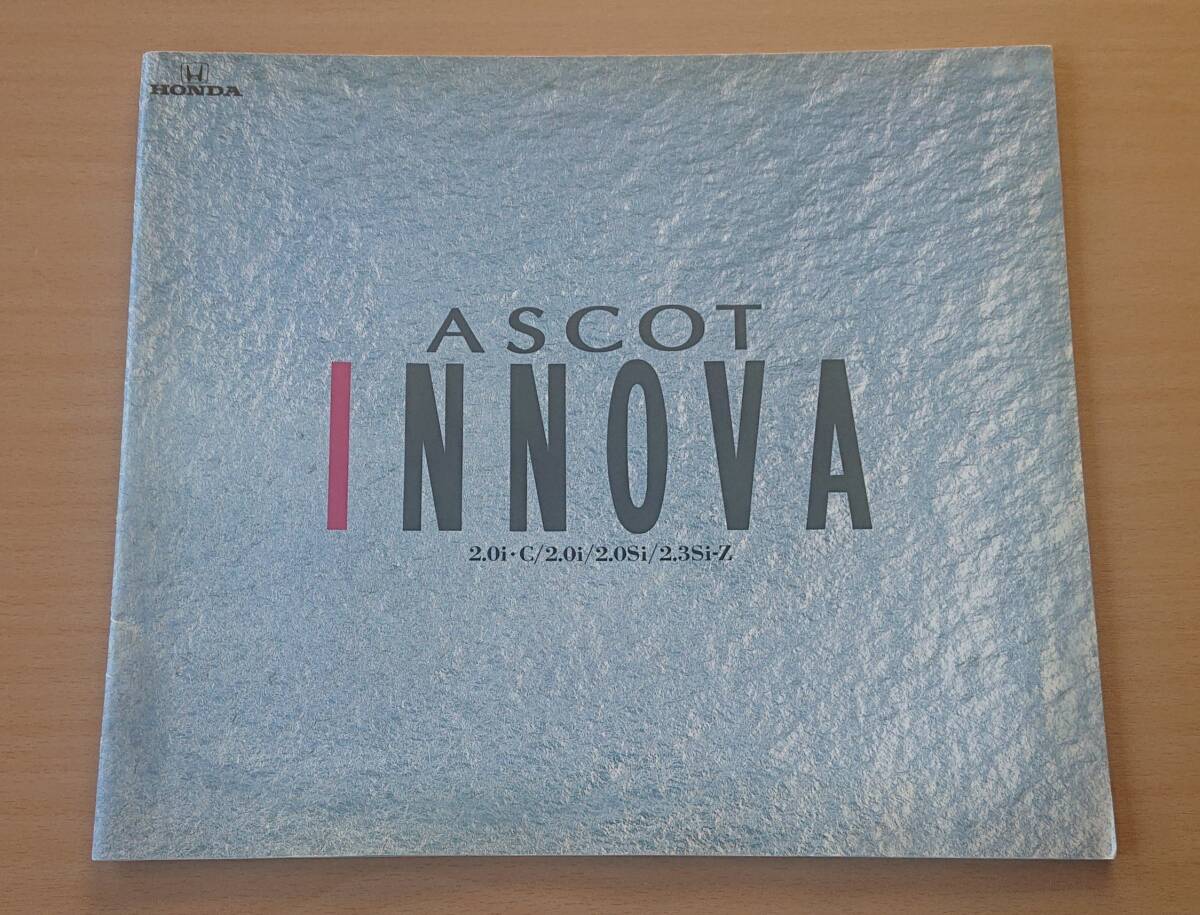 HONDA
ASCOT
INNOVA
2.0i·C/2.0i/2.0Si/2.3Si-Z